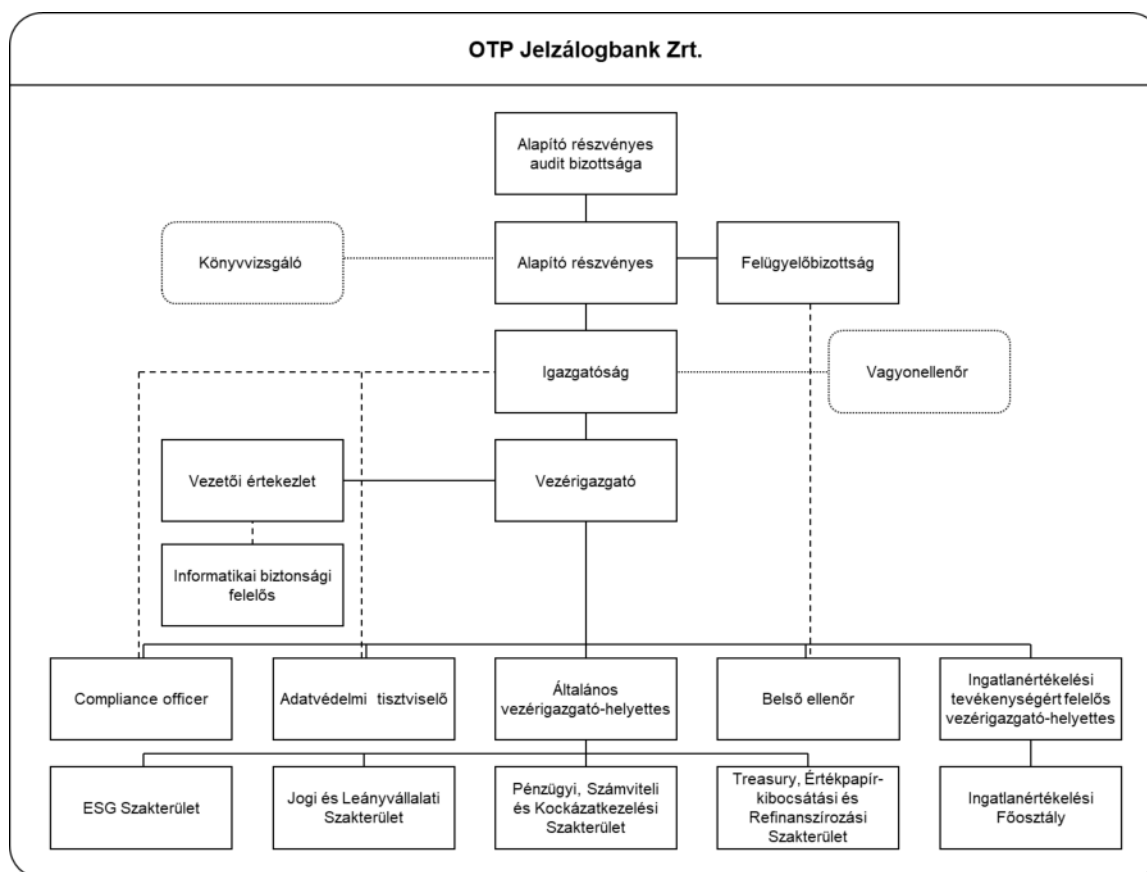 OTP Jelzálogbank Zrt.
Alapító részvényes
audit bizottsága
Könyvvizsgáló
Alapító részvényes
Felügyelőbizottság
Igazgatóság
Vagyonellenőr
Vezetői értekezlet
Vezérigazgató
Informatikai biztonsági
felelős
Compliance officer
Adatvédelmi tisztviselő
Általános
vezérigazgató-helyettes
Belső ellenőr
Ingatlanértékelési
tevékenységért felelős
vezérigazgató-helyettes
ESG Szakterület
Jogi és Leányvállalati
Szakterület
Pénzügyi, Számviteli
és Kockázatkezelési
Szakterület
Treasury, Értékpapír-
kibocsátási és
Refinanszírozási
Szakterület
Ingatlanértékelési
Főosztály